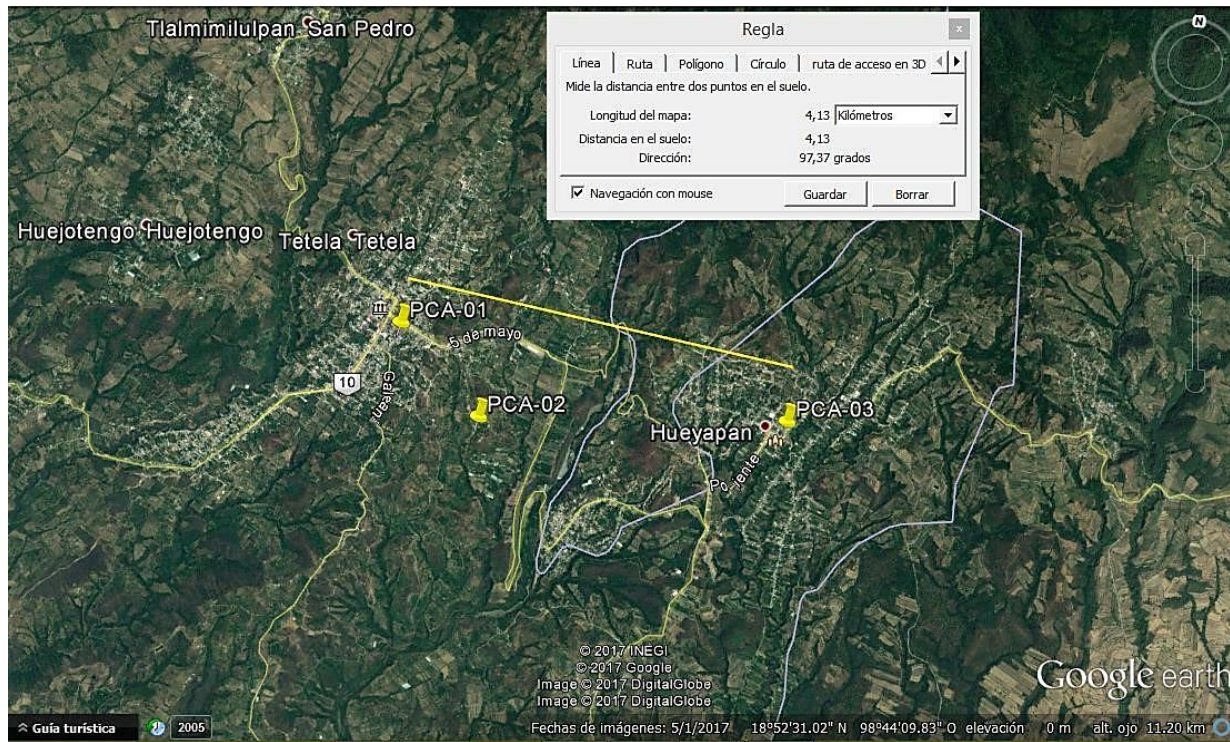 Tlalmimilulpan San Pedro
Regla
Línea Ruta Polígono Círculo ruta de acceso en 3D
Mide la distancia entre dos puntos en el suelo.
Longitud del mapa: 4,13 Kilómetros
Distancia en el suelo: 4,13
Dirección: 97,37 grados
Navegación con mouse Guardar Borrar
N
Huejotengo Huejotengo
Tetela Tetela
PCA-01
5 de mayo
10
Galeana
PCA-02
PCA-03
Hueyapan
Po iente
© 2017 INEGI
© 2017 Google
Image © 2017 DigitalGlobe
Image © 2017 DigitalGlobe
Google earth
Guía turística 2005 Fechas de imágenes: 5/1/2017 18°52'31.02" N 98°44'09.83" O elevación 0 m alt. ojo 11.20 km